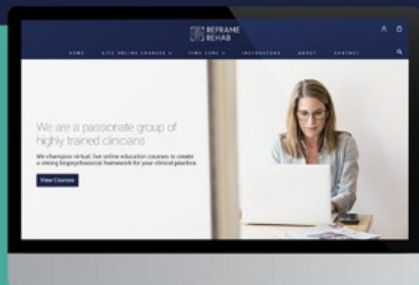 REFRAME
REHAB
HOME LIVE ONLINE COURSES TIME ZONE INSTRUCTORS ABOUT CONTACT
We are a passionate group of
highly trained clinicians
We champion virtual, live online education courses to create
a strong biopsychosocial framework for your clinical practice.
View Courses